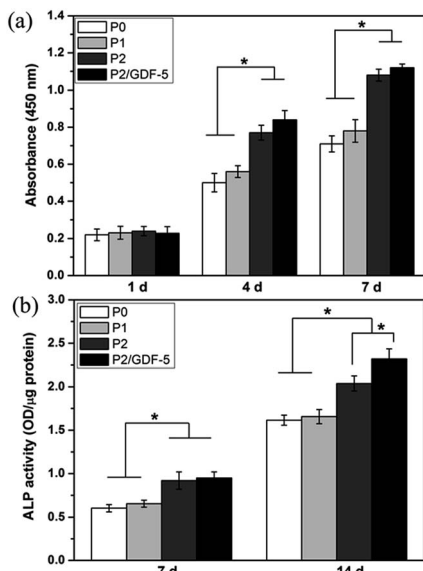 (a)
P0
P1
P2
P2/GDF-5
*
*
Absorbance (450 nm)
1.4
1.2
1.0
0.8
0.6
0.4
0.2
0.0
1 d
4 d
7 d
(b)
P0
P1
P2
P2/GDF-5
*
*
*
ALP activity (OD/μg protein)
3.0
2.5
2.0
1.5
1.0
0.5
0.0
7 d
14 d